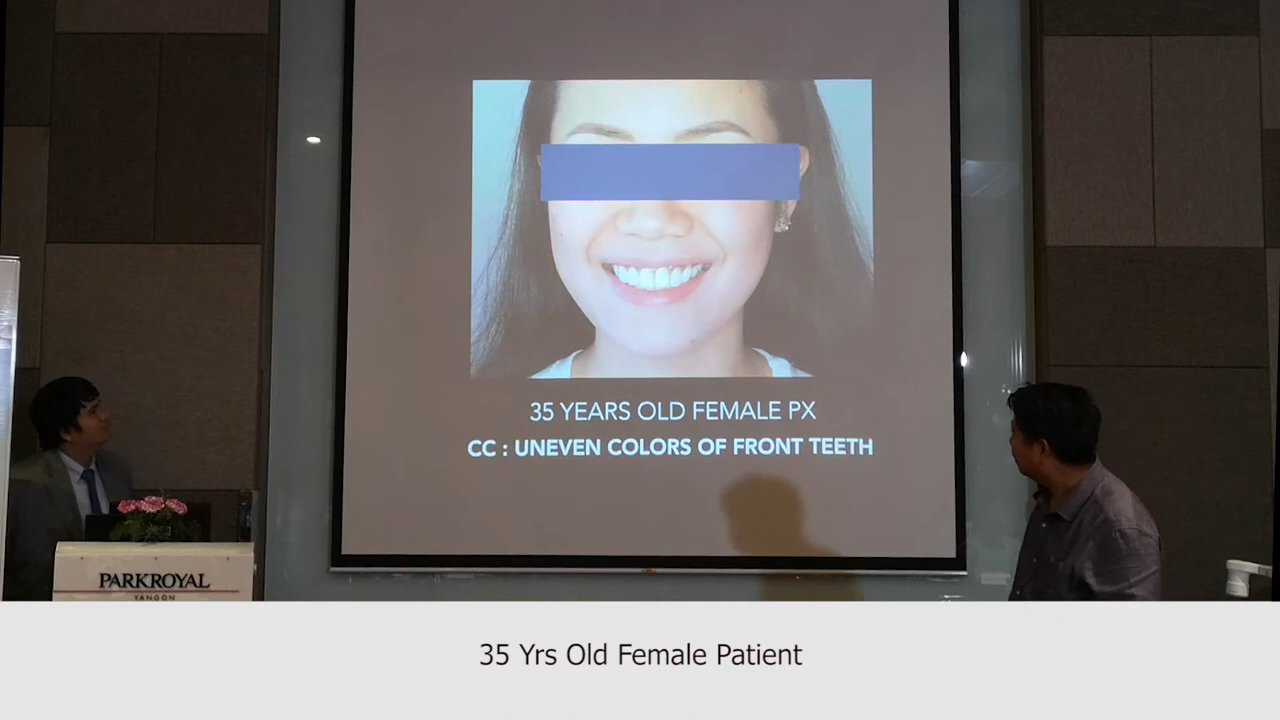 35 YEARS OLD FEMALE PX
CC : UNEVEN COLORS OF FRONT TEETH
PARKROYAL
YANGON
35 Yrs Old Female Patient